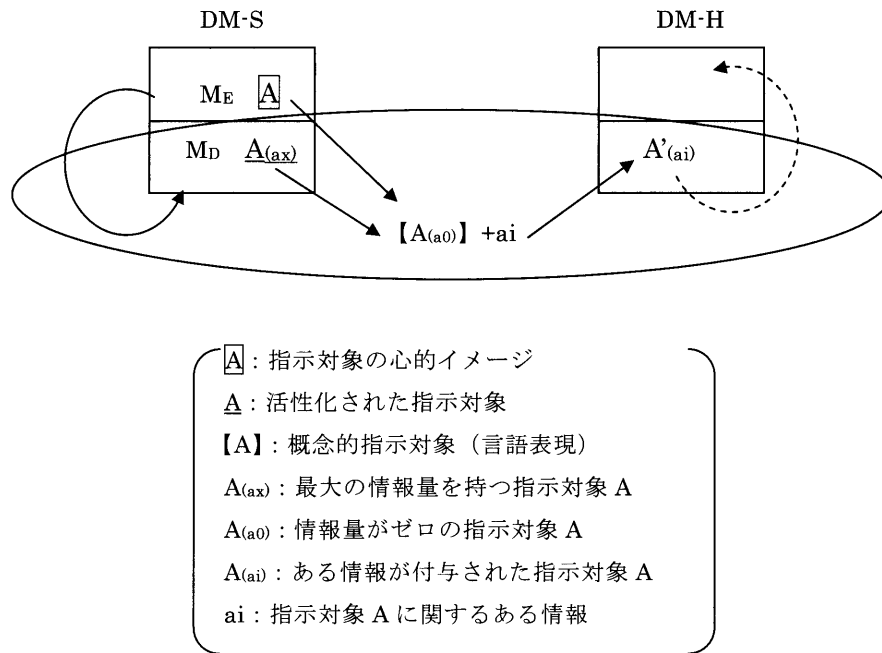 DM-S DM-H
ME A
MD A(ax) A'(ai)
【A(a0)】+ai
A:指示対象の心的イメージ
A:活性化された指示対象
【A】:概念的指示対象(言語表現)
A(ax):最大の情報量を持つ指示対象 A
A(a0):情報量がゼロの指示対象 A
A(ai):ある情報が付与された指示対象 A
ai:指示対象 A に関するある情報